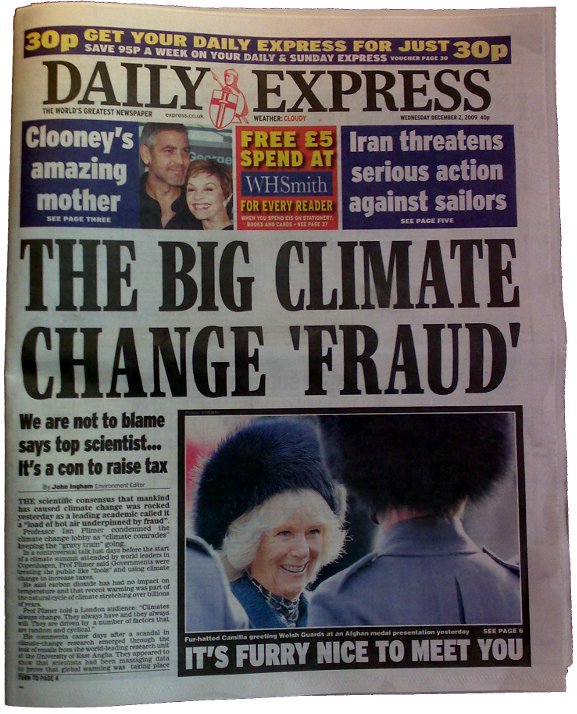 30p GET YOUR DAILY EXPRESS FOR JUST 30p
SAVE 95P A WEEK ON YOUR DAILY & SUNDAY EXPRESS VOUCHER PAGE 39
DAILY EXPRESS
THE WORLD'S GREATEST NEWSPAPER express.co.uk WEATHER: CLOUDY WEDNESDAY DECEMBER 2, 2009 40p
Clooney's
amazing
mother
SEE PAGE THREE
George
FREE £5
SPEND AT
WHSmith
FOR EVERY READER
WHEN YOU SPEND £15 ON STATIONERY,
BOOKS AND CARDS - SEE PAGE 37
Iran threatens
serious action
against sailors
SEE PAGE FIVE
THE BIG CLIMATE
CHANGE 'FRAUD'
We are not to blame
says top scientist...
It's a con to raise tax
By John Ingham Environment Editor
THE scientific consensus that mankind
has caused climate change was rocked
yesterday as a leading academic called it
a "load of hot air underpinned by fraud".
Professor Ian Plimer condemned the
climate change lobby as "climate comrades"
keeping the "gravy train" going.
In a controversial talk just days before the start
of a climate summit attended by world leaders in
Copenhagen, Prof Plimer said Governments were
treating the public like "fools" and using climate
change to increase taxes.
He said carbon dioxide has had no impact on
temperature and that recent warming was part of
the natural cycle of climate stretching over billions
of years.
Prof Plimer told a London audience: "Climates
always change. They always have and they always
will. They are driven by a number of factors that
are random and cyclical."
His comments came days after a scandal in
climate-change research emerged through the
leak of emails from the world-leading research unit
at the University of East Anglia. They appeared to
show that scientists had been massaging data
to prove that global warming was taking place
TURN TO PAGE 4
Fur-hatted Camilla greeting Welsh Guards at an Afghan medal presentation yesterday SEE PAGE 6
IT'S FURRY NICE TO MEET YOU